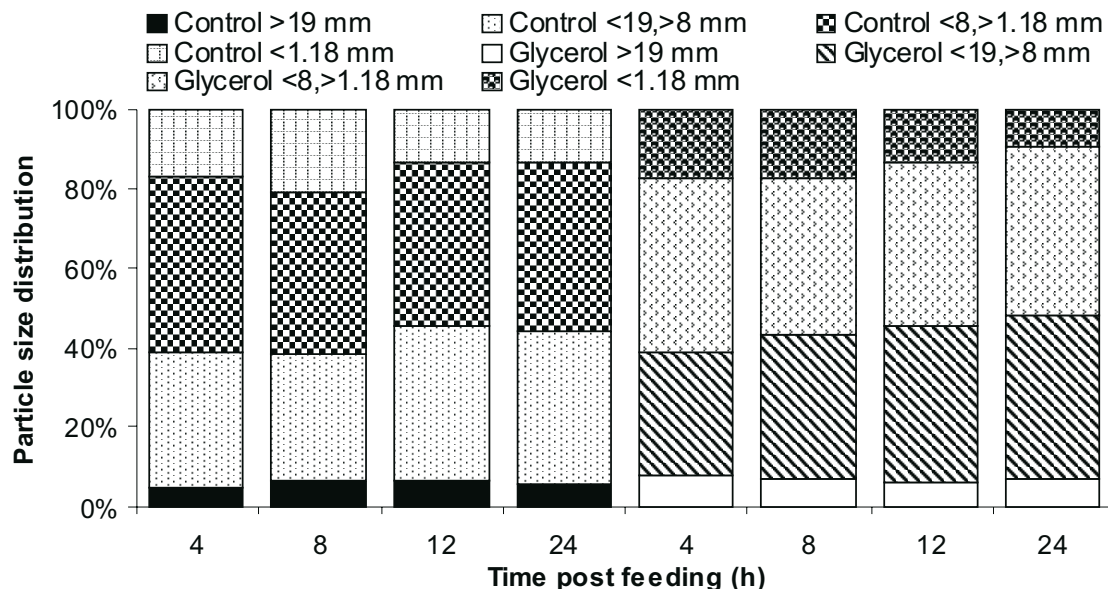 Control >19 mm Control <19,>8 mm Control <8,>1.18 mm
Control <1.18 mm Glycerol >19 mm Glycerol <19,>8 mm
Glycerol <8,>1.18 mm Glycerol <1.18 mm
100%
80%
60%
40%
20%
0%
Particle size distribution
4 8 12 24 4 8 12 24
Time post feeding (h)